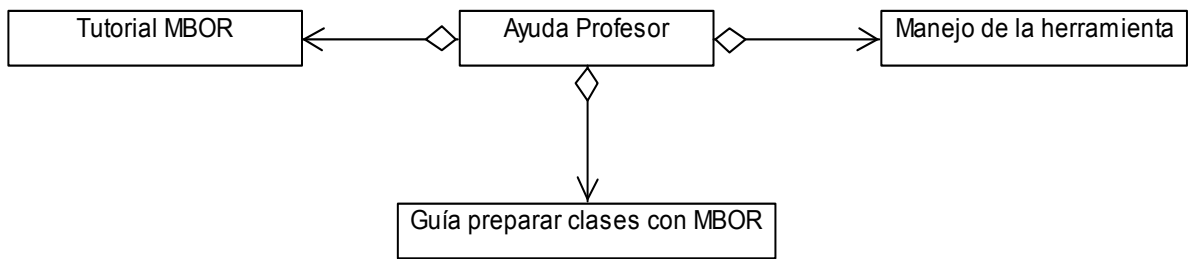 Tutorial MBOR
Ayuda Profesor
Manejo de la herramienta
Guía preparar clases con MBOR